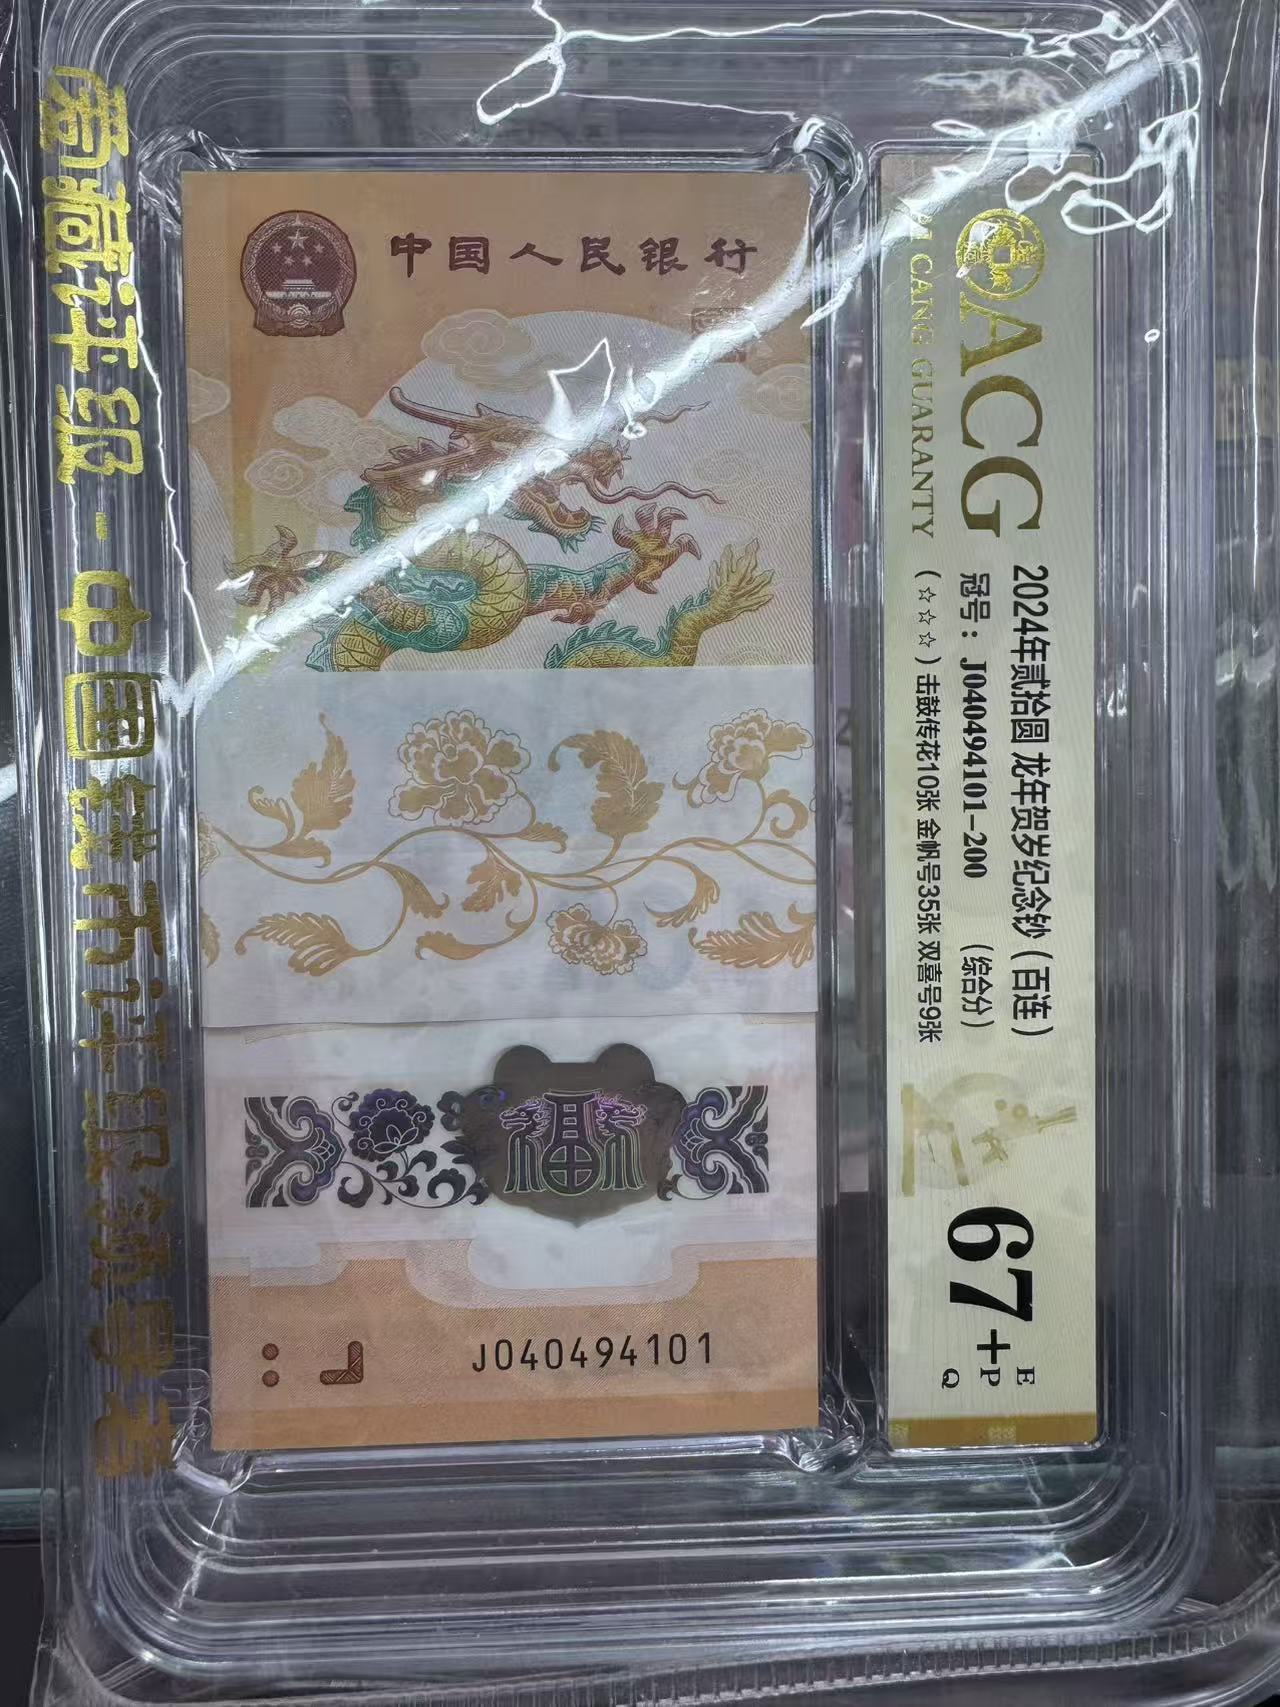 爱藏评级-中国钱币评级领导者
中国人民银行
福
J040494101
ACG
AI CANG GUARANTY
2024年贰拾圆 龙年贺岁纪念钞（百连）
冠号：J040494101-200 （综合分）
（☆☆☆）击鼓传花10张 金帆号35张 双喜号9张
67+
E
P
Q